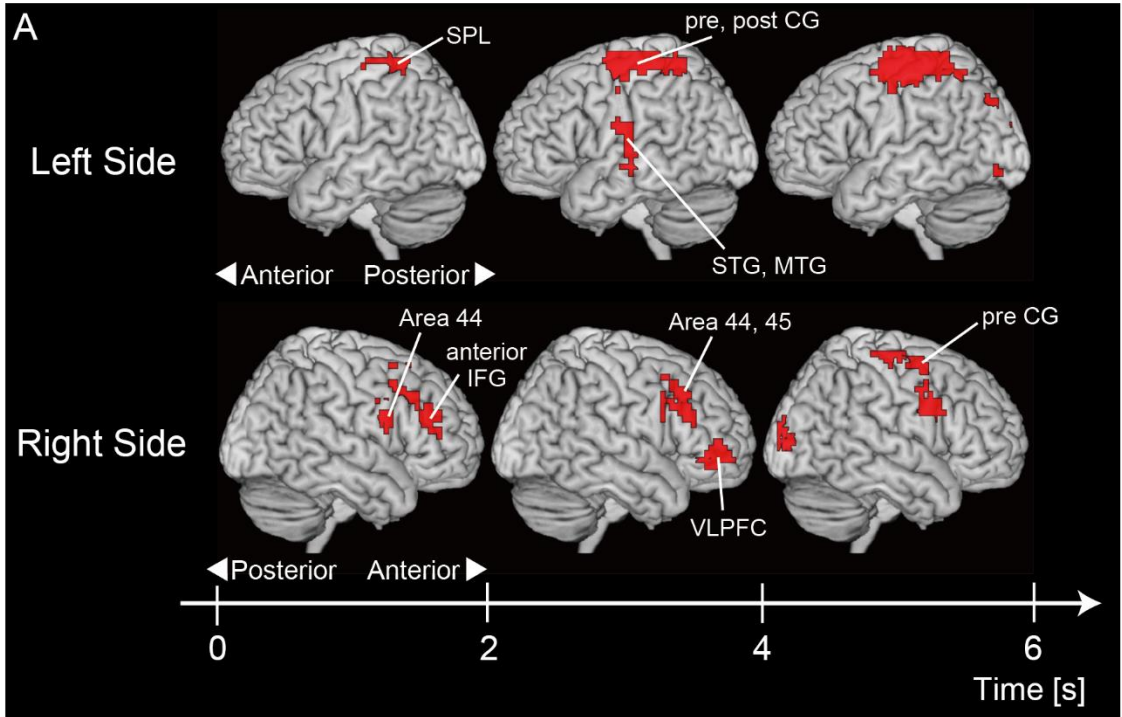 A
SPL
pre, post CG
Left Side
STG, MTG
◀Anterior Posterior▶
Area 44
anterior
IFG
Area 44, 45
pre CG
Right Side
VLPFC
◀Posterior Anterior▶
0 2 4 6
Time [s]